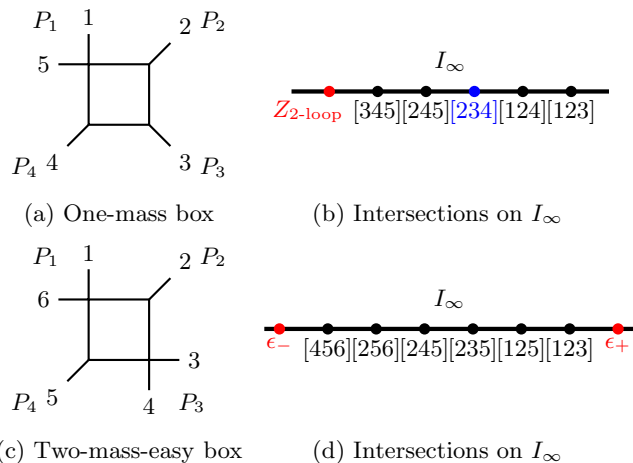 P₁ 1 2 P₂
5
4 3
P₄ P₃
(a) One-mass box
I∞
Z₂₋ₗₒₒₚ [345][245][234][124][123]
(b) Intersections on I∞
P₁ 1 2 P₂
6
3
5 4
P₄ P₃
(c) Two-mass-easy box
I∞
ϵ₋ [456][256][245][235][125][123] ϵ₊
(d) Intersections on I∞